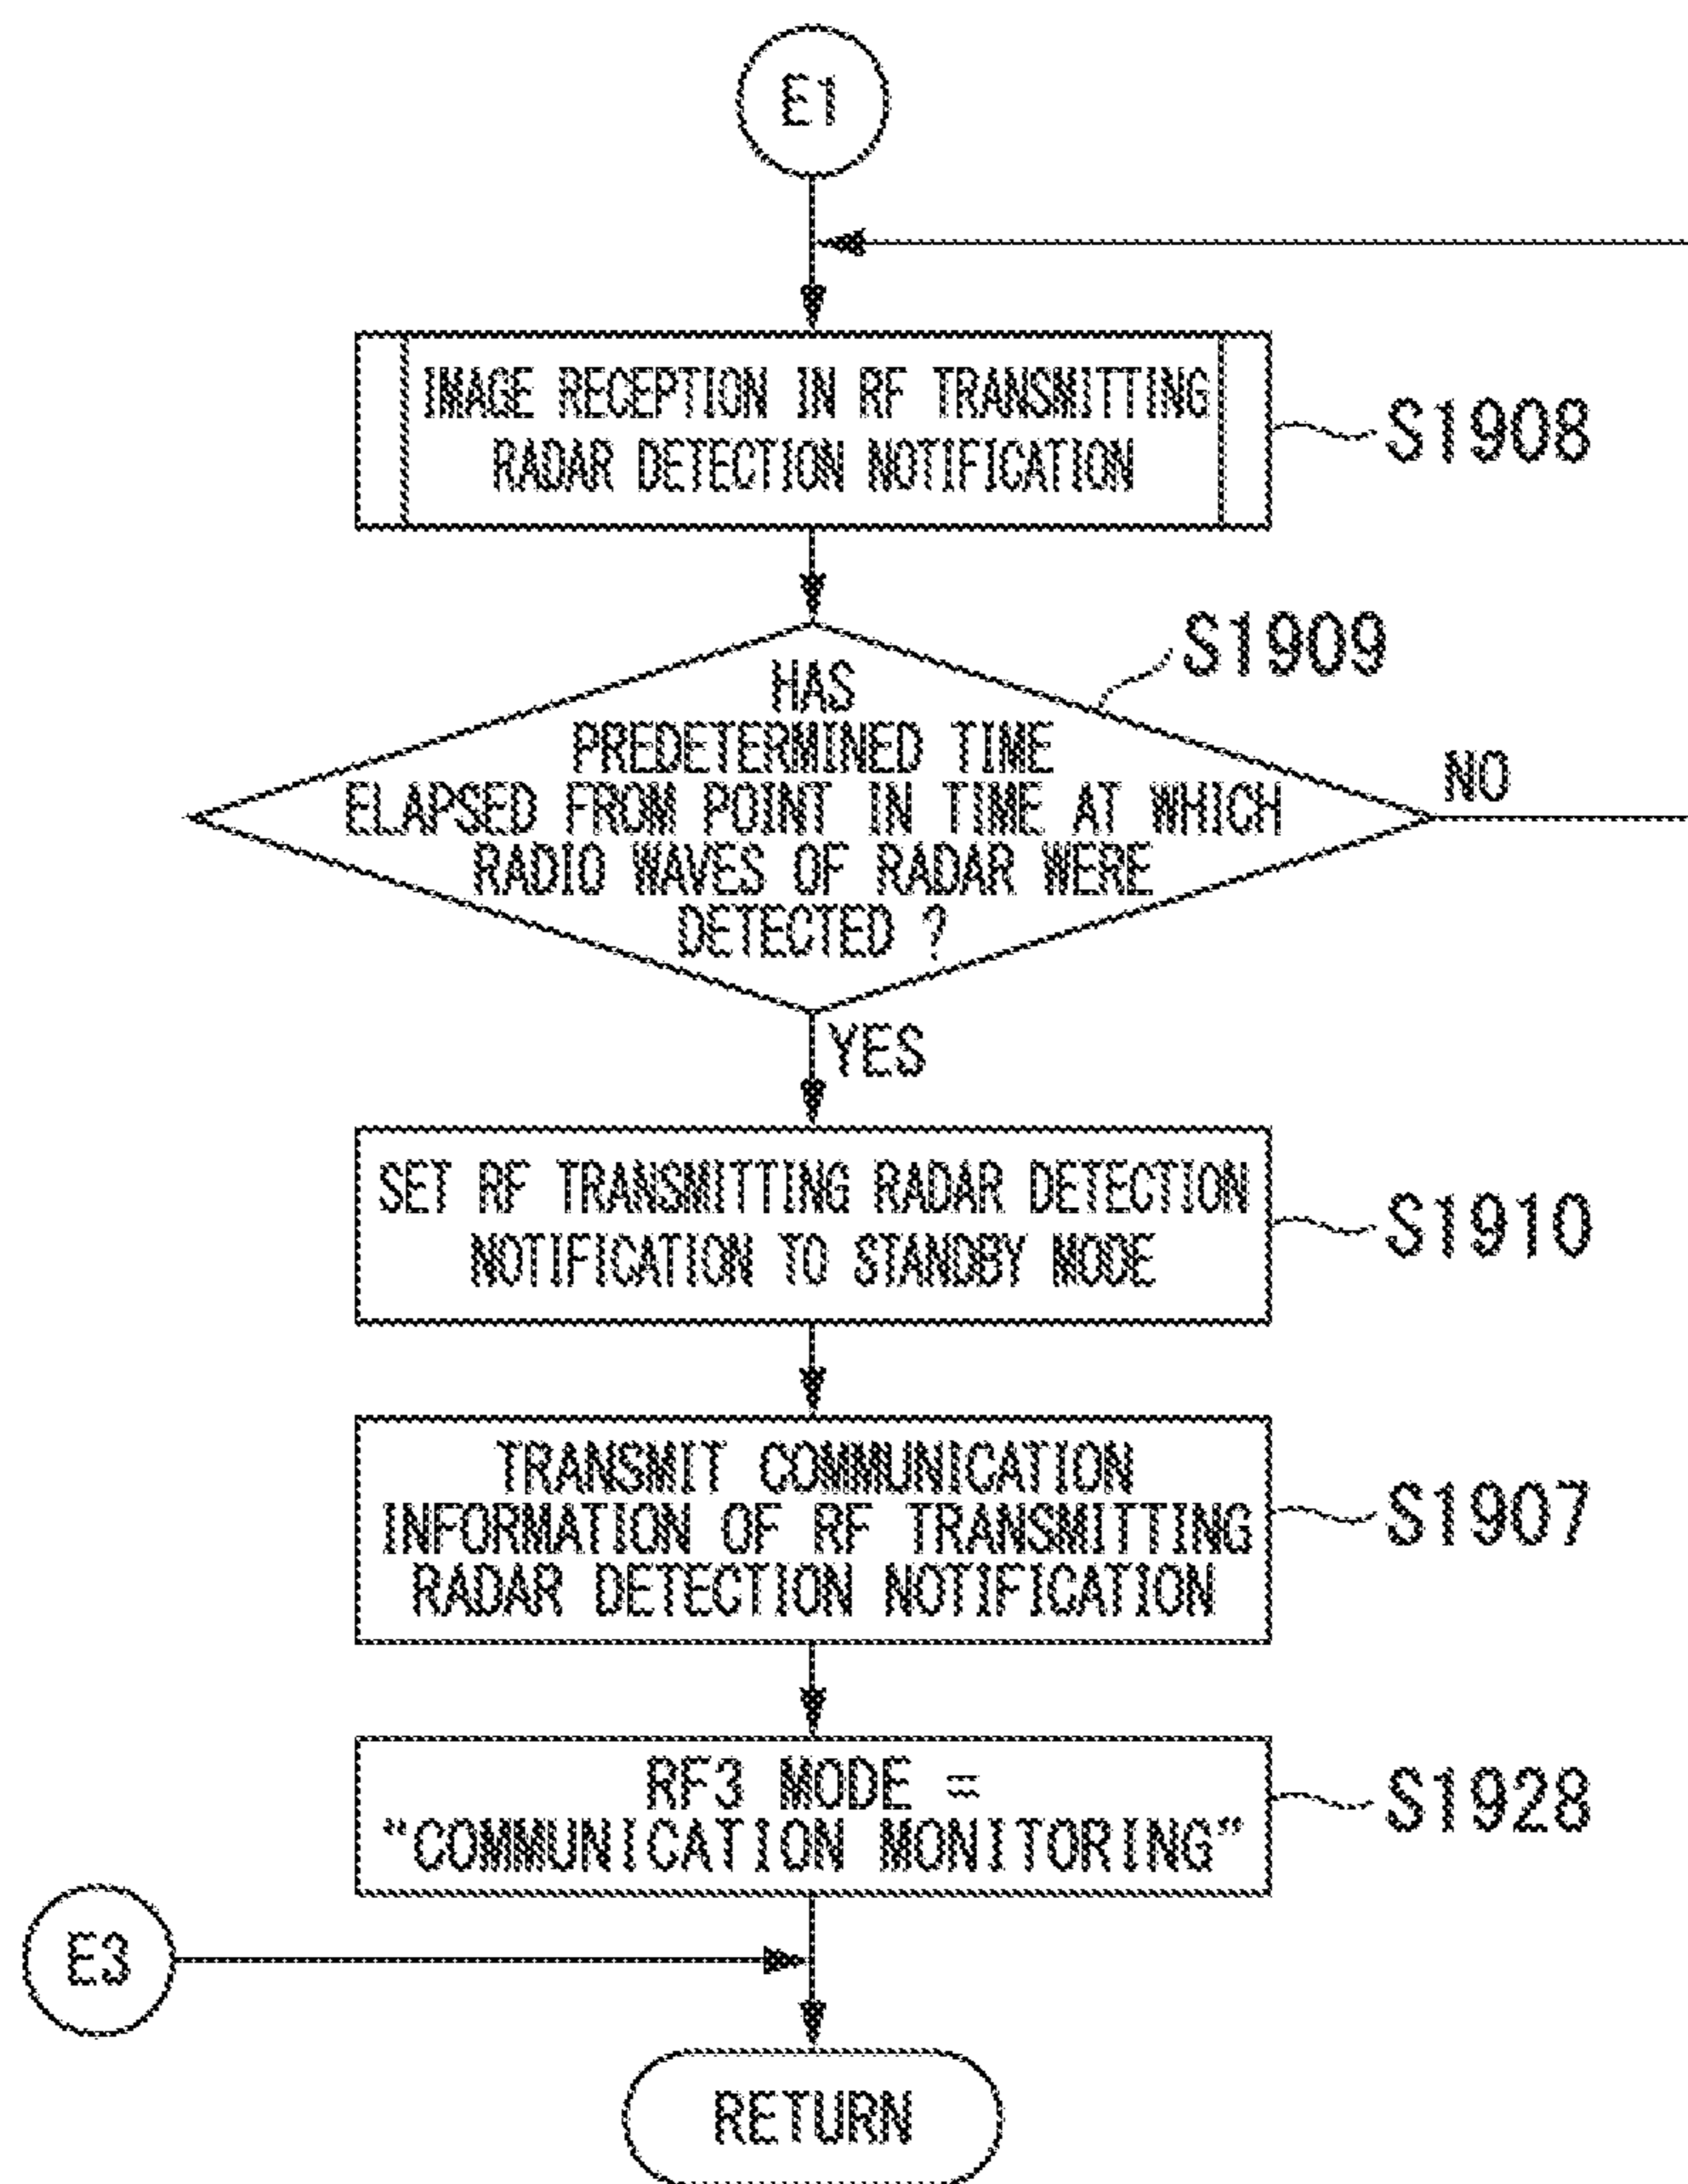 E1
IMAGE RECEPTION IN RF TRANSMITTING
RADAR DETECTION NOTIFICATION
S1908
S1909
HAS
PREDETERMINED TIME
ELAPSED FROM POINT IN TIME AT WHICH
RADIO WAVES OF RADAR WERE
DETECTED ?
NO
YES
SET RF TRANSMITTING RADAR DETECTION
NOTIFICATION TO STANDBY MODE
S1910
TRANSMIT COMMUNICATION
INFORMATION OF RF TRANSMITTING
RADAR DETECTION NOTIFICATION
S1907
RF3 MODE =
"COMMUNICATION MONITORING"
S1928
E3
RETURN